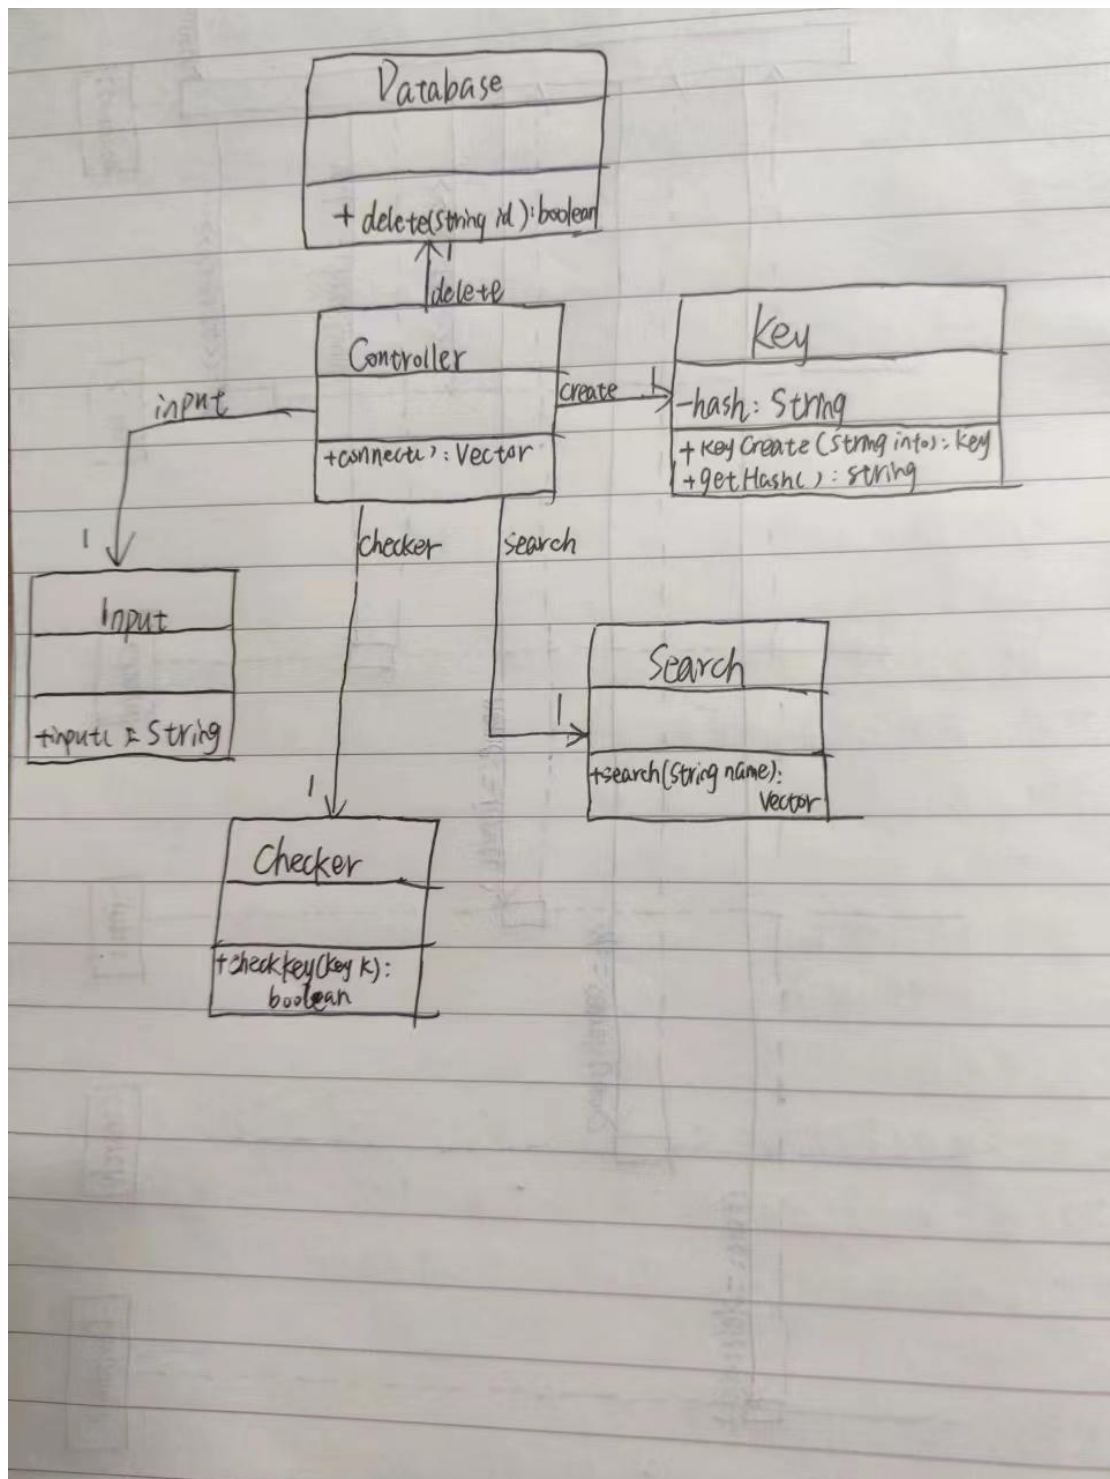 Database
+ delete(String id): boolean
1
delete
Controller
+connect(): Vector
input
create
1
Key
-hash: String
+ KeyCreate(String info): Key
+getHash(): String
checker
search
1
Input
+input(: String
1
Search
+search(String name):
Vector
1
Checker
+checkKey(Key k):
boolean